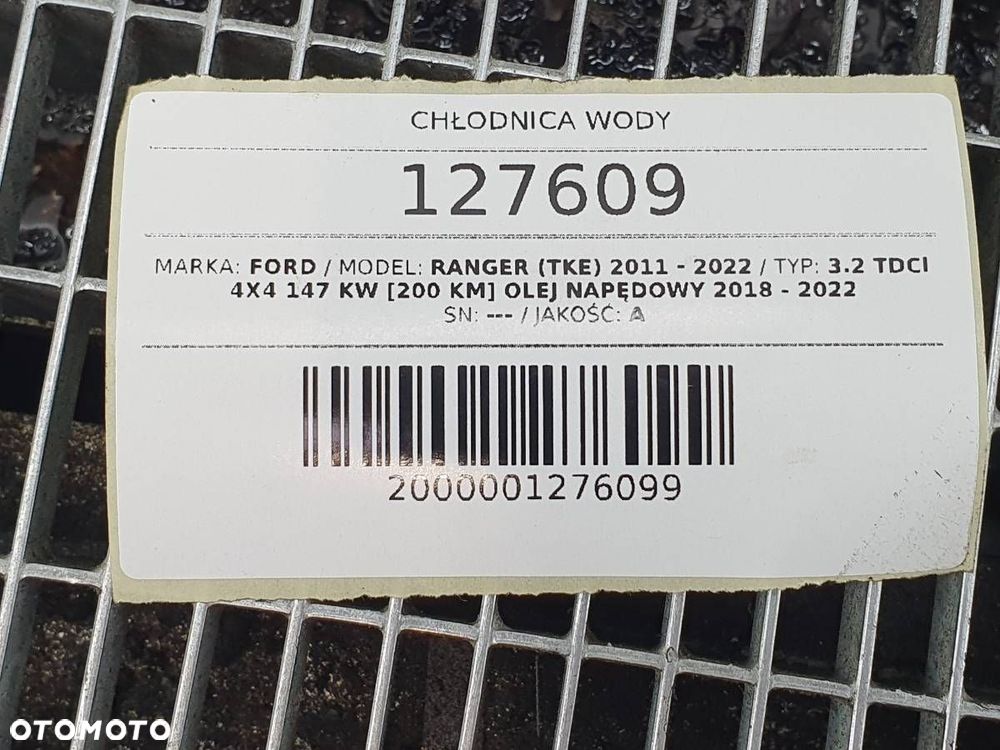 CHŁODNICA WODY
127609
MARKA: FORD / MODEL: RANGER (TKE) 2011 - 2022 / TYP: 3.2 TDCI
4X4 147 KW [200 KM] OLEJ NAPĘDOWY 2018 - 2022
SN: --- / JAKOŚĆ: A
2000001276099
OTOMOTO